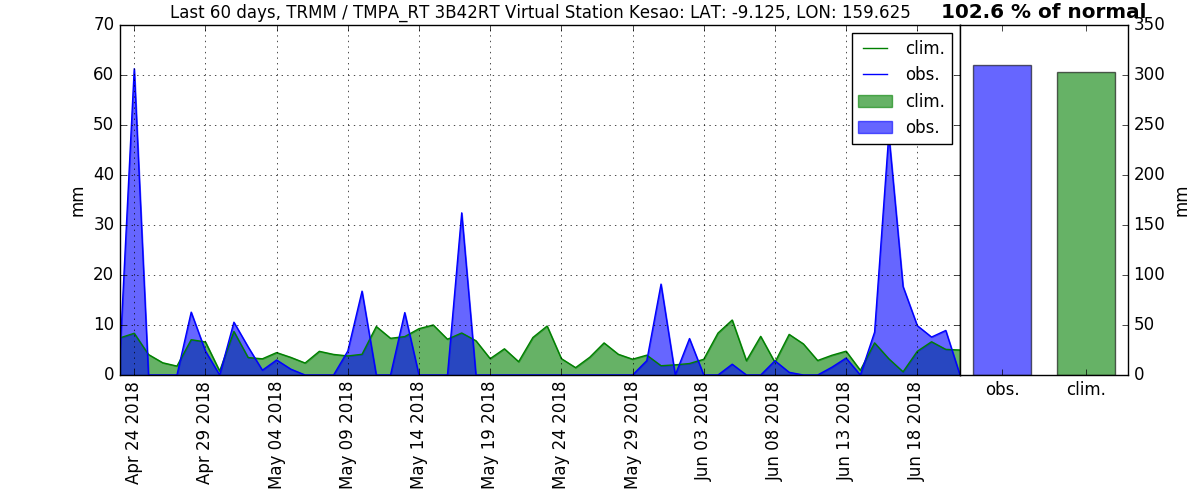 Last 60 days, TRMM / TMPA_RT 3B42RT Virtual Station Kesao: LAT: -9.125, LON: 159.625
102.6 % of normal
70
60
50
40
30
20
10
0
mm
clim.
obs.
clim.
obs.
350
300
250
200
150
100
50
0
mm
obs.
clim.
Apr 24 2018
Apr 29 2018
May 04 2018
May 09 2018
May 14 2018
May 19 2018
May 24 2018
May 29 2018
Jun 03 2018
Jun 08 2018
Jun 13 2018
Jun 18 2018